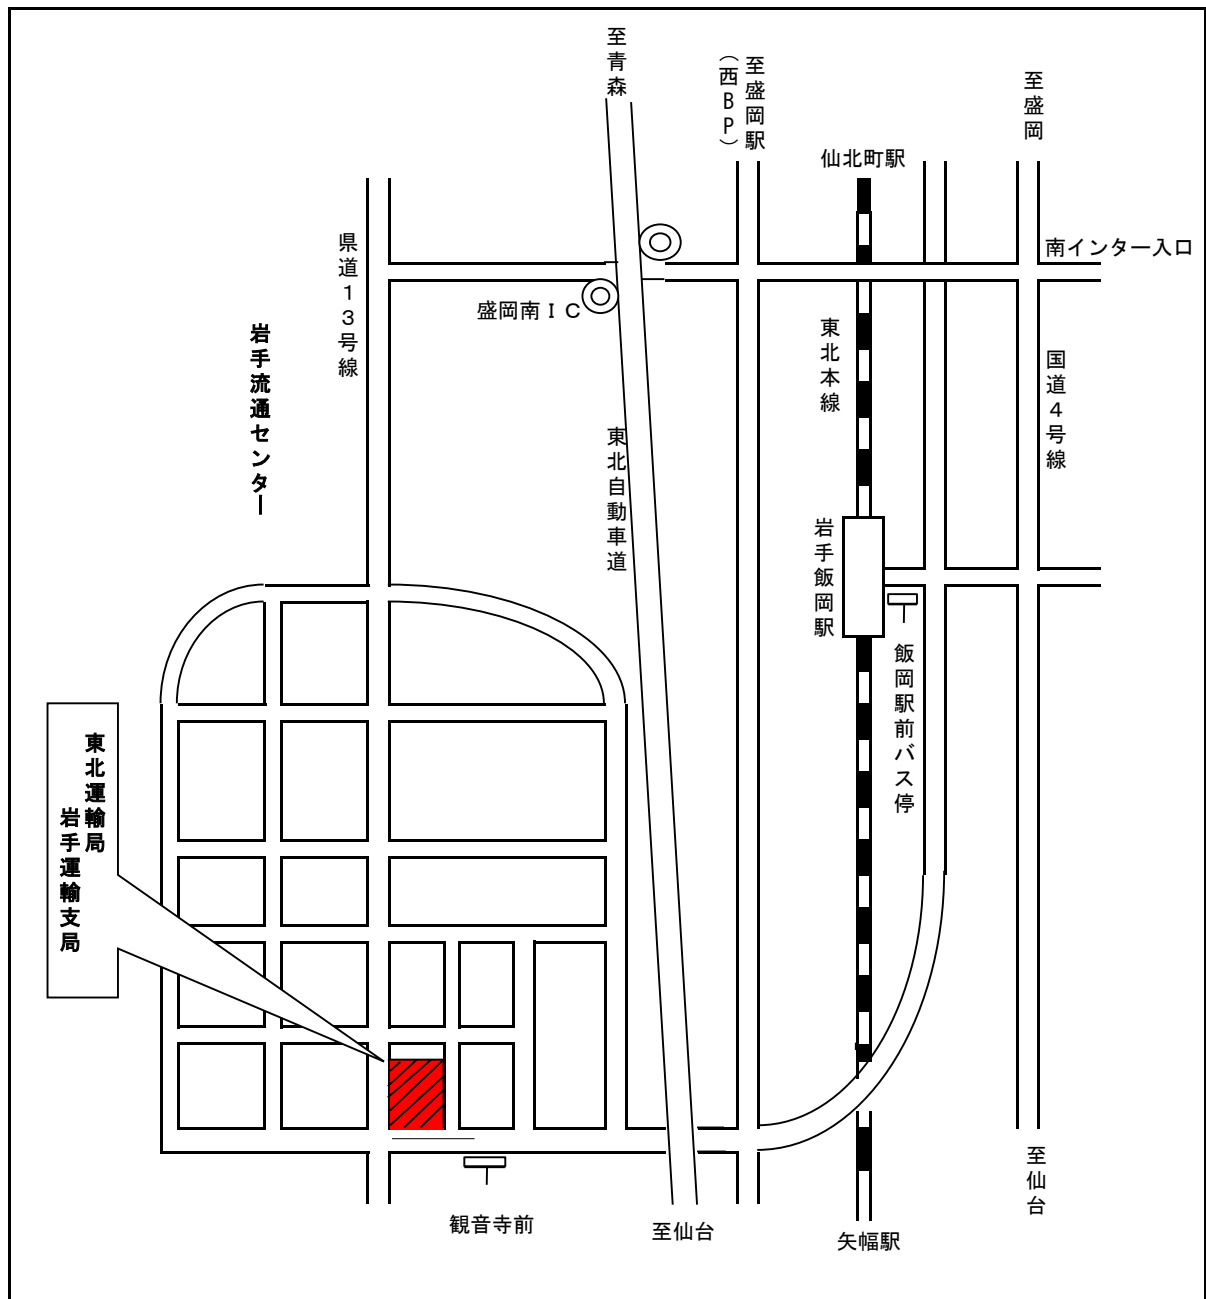 至青森
至盛岡駅
（西ＢＰ）
至盛岡
仙北町駅
南インター入口
県道１３号線
盛岡南ＩＣ
岩手流通センター
東北本線
国道４号線
東北自動車道
岩手飯岡駅
飯岡駅前バス停
東北運輸局
岩手運輸支局
観音寺前
至仙台
矢幅駅
至仙台